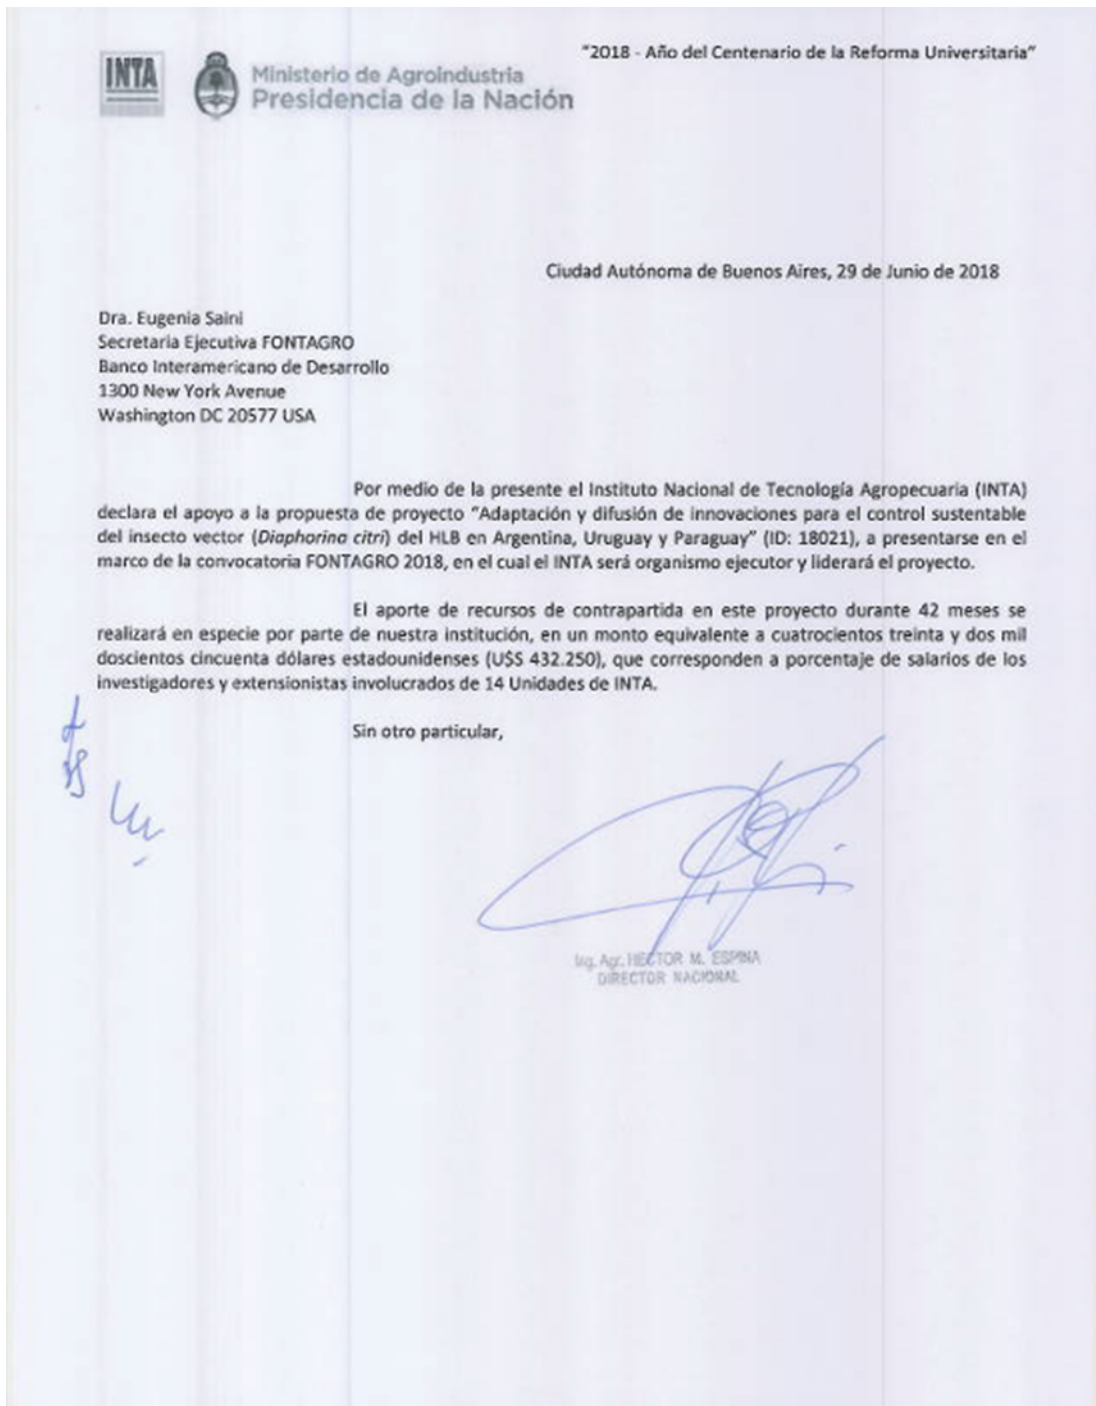 "2018 - Año del Centenario de la Reforma Universitaria"
INTA
Ministerio de Agroindustria
Presidencia de la Nación
Ciudad Autónoma de Buenos Aires, 29 de Junio de 2018
Dra. Eugenia Saini
Secretaria Ejecutiva FONTAGRO
Banco Interamericano de Desarrollo
1300 New York Avenue
Washington DC 20577 USA
Por medio de la presente el Instituto Nacional de Tecnología Agropecuaria (INTA)
declara el apoyo a la propuesta de proyecto "Adaptación y difusión de innovaciones para el control sustentable
del insecto vector (Diaphorina citri) del HLB en Argentina, Uruguay y Paraguay" (ID: 18021), a presentarse en el
marco de la convocatoria FONTAGRO 2018, en el cual el INTA será organismo ejecutor y liderará el proyecto.
El aporte de recursos de contrapartida en este proyecto durante 42 meses se
realizará en especie por parte de nuestra institución, en un monto equivalente a cuatrocientos treinta y dos mil
doscientos cincuenta dólares estadounidenses (U$S 432.250), que corresponden a porcentaje de salarios de los
investigadores y extensionistas involucrados de 14 Unidades de INTA.
Sin otro particular,
Ing. Agr. HECTOR M. ESPINA
DIRECTOR NACIONAL